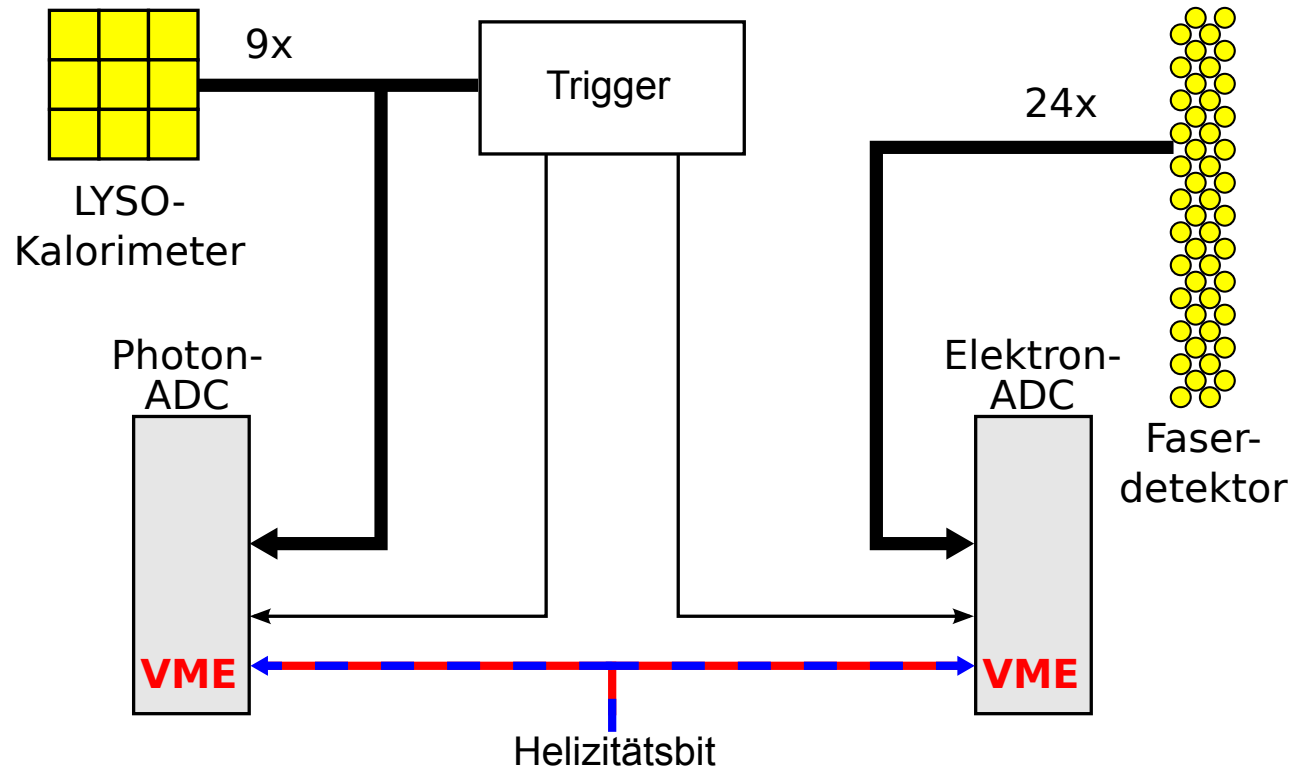 9x
Trigger
24x
LYSO-
Kalorimeter
Photon-
ADC
Elektron-
ADC
Faser-
detektor
VME
VME
Helizitätsbit